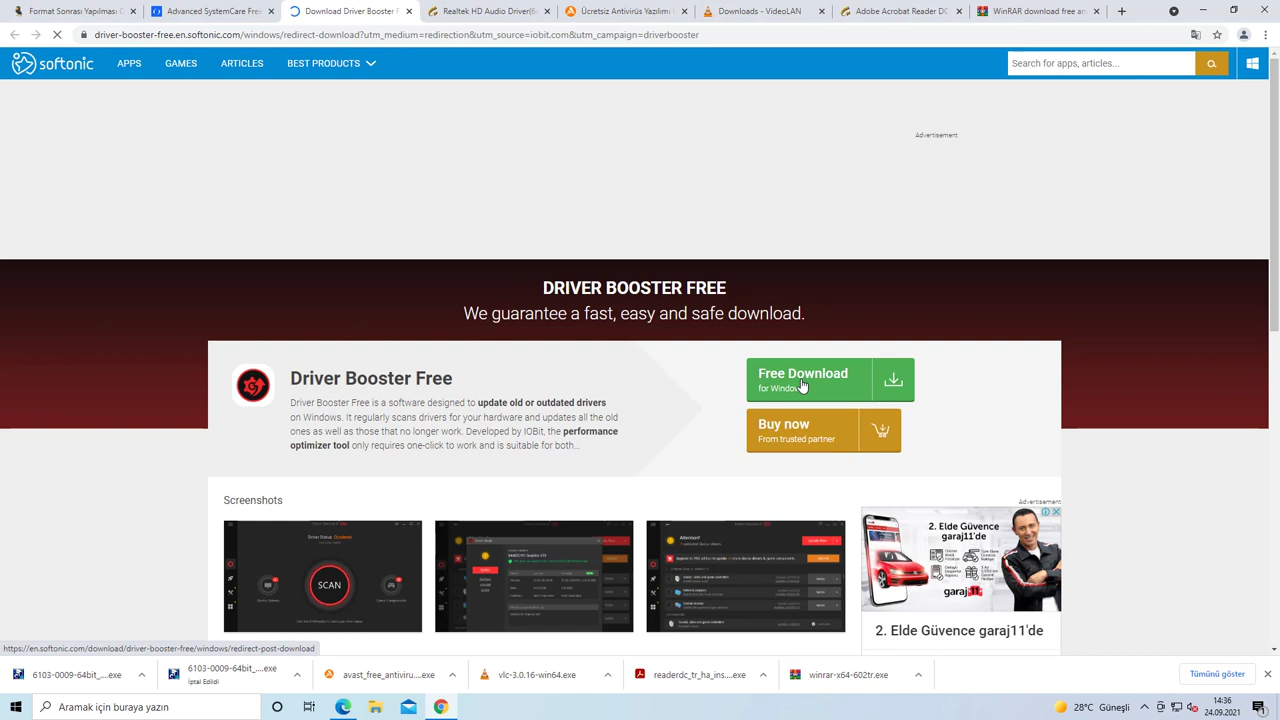 Format Sonrası Yapılması G
Advanced SystemCare Free
Download Driver Booster F
Realtek HD Audio Driver(6
Ücretsiz Antivirüs Yazılımı
Downloads - VideoLAN
Adobe Acrobat Reader DC
WinRAR download free an
driver-booster-free.en.softonic.com/windows/redirect-download?utm_medium=redirection&utm_source=iobit.com&utm_campaign=driverbooster
softonic
APPS
GAMES
ARTICLES
BEST PRODUCTS
Search for apps, articles...
Advertisement
DRIVER BOOSTER FREE
We guarantee a fast, easy and safe download.
Driver Booster Free
Driver Booster Free is a software designed to update old or outdated drivers
on Windows. It regularly scans drivers for your hardware and updates all the old
ones as well as those that no longer work. Developed by IOBit, the performance
optimizer tool only requires one-click to work and is suitable for both...
Free Download
for Window
Buy now
From trusted partner
Screenshots
Advertisement
Driver Status: Outdated
SCAN
Attention!
2. Elde Güvence
garaj11'de
garaj11
2. Elde Güvence garaj11'de
https://en.softonic.com/download/driver-booster-free/windows/redirect-post-download
6103-0009-64bit_....exe
6103-0009-64bit_....exe
İptal Edildi
avast_free_antiviru....exe
vlc-3.0.16-win64.exe
readerdc_tr_ha_ins....exe
winrar-x64-602tr.exe
Tümünü göster
Aramak için buraya yazın
28°C Güneşli
14:36
24.09.2021
1